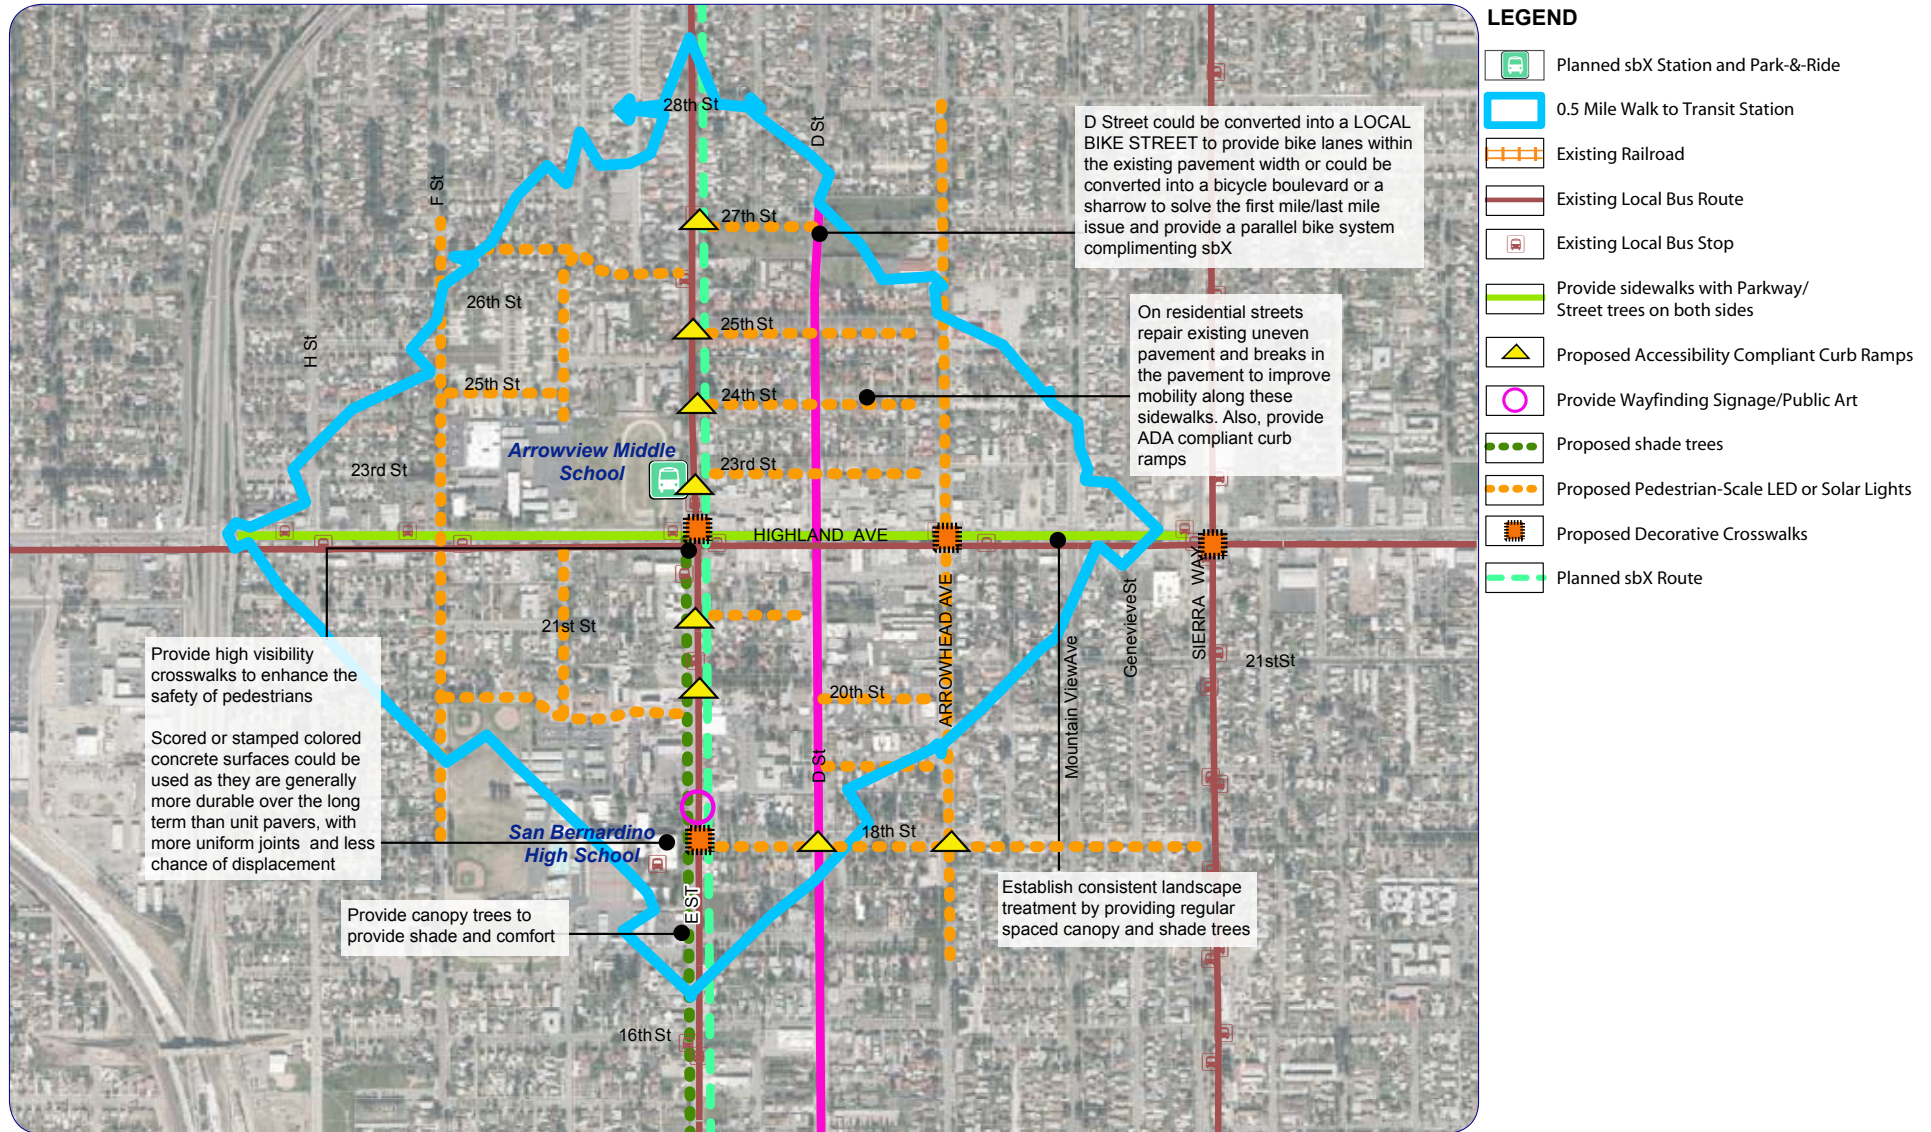 LEGEND
Planned sbX Station and Park-&-Ride
0.5 Mile Walk to Transit Station
Existing Railroad
Existing Local Bus Route
Existing Local Bus Stop
Provide sidewalks with Parkway/
Street trees on both sides
Proposed Accessibility Compliant Curb Ramps
Provide Wayfinding Signage/Public Art
Proposed shade trees
Proposed Pedestrian-Scale LED or Solar Lights
Proposed Decorative Crosswalks
Planned sbX Route
28th St
D St
F St
27th St
D Street could be converted into a LOCAL
BIKE STREET to provide bike lanes within
the existing pavement width or could be
converted into a bicycle boulevard or a
sharrow to solve the first mile/last mile
issue and provide a parallel bike system
complimenting sbX
26th St
25th St
H St
25th St
24th St
On residential streets
repair existing uneven
pavement and breaks in
the pavement to improve
mobility along these
sidewalks. Also, provide
ADA compliant curb
ramps
Arrowview Middle
School
23rd St
23rd St
HIGHLAND AVE
ARROWHEAD AVE
GenevieveSt
SIERRA WAY
21st St
21stSt
Mountain ViewAve
20th St
D St
Provide high visibility
crosswalks to enhance the
safety of pedestrians
Scored or stamped colored
concrete surfaces could be
used as they are generally
more durable over the long
term than unit pavers, with
more uniform joints and less
chance of displacement
San Bernardino
High School
18th St
E ST
Provide canopy trees to
provide shade and comfort
Establish consistent landscape
treatment by providing regular
spaced canopy and shade trees
16th St